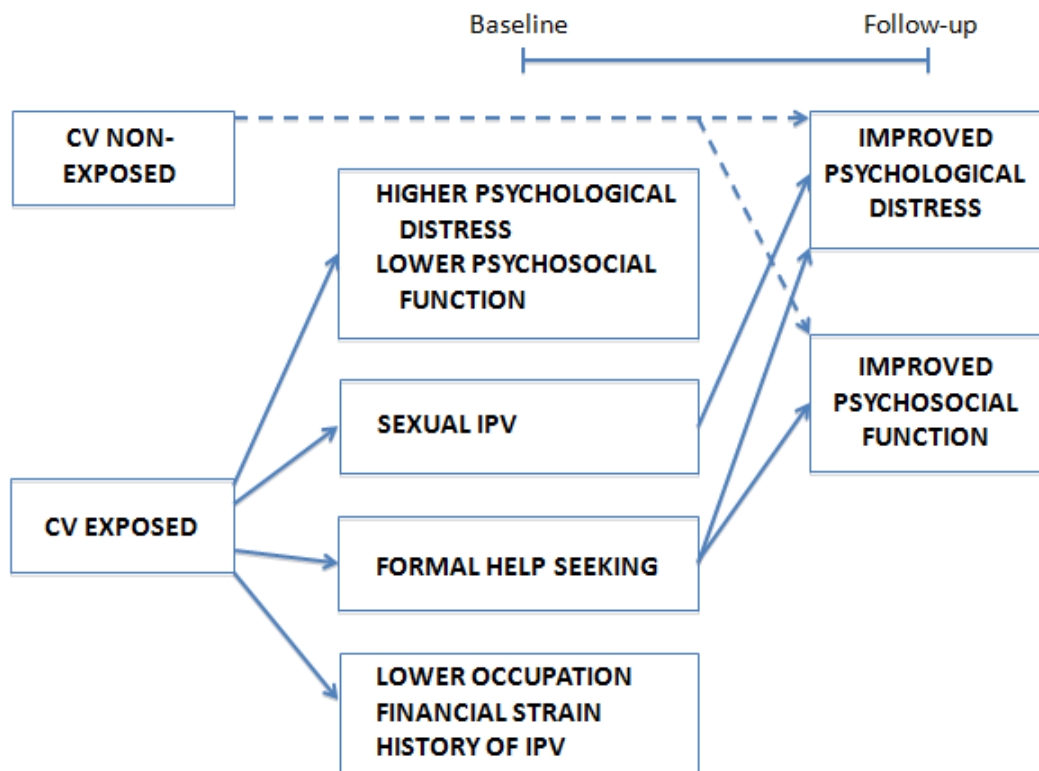 Baseline Follow-up
CV NON-
EXPOSED
HIGHER PSYCHOLOGICAL
DISTRESS
LOWER PSYCHOSOCIAL
FUNCTION
SEXUAL IPV
CV EXPOSED
FORMAL HELP SEEKING
LOWER OCCUPATION
FINANCIAL STRAIN
HISTORY OF IPV
IMPROVED
PSYCHOLOGICAL
DISTRESS
IMPROVED
PSYCHOSOCIAL
FUNCTION